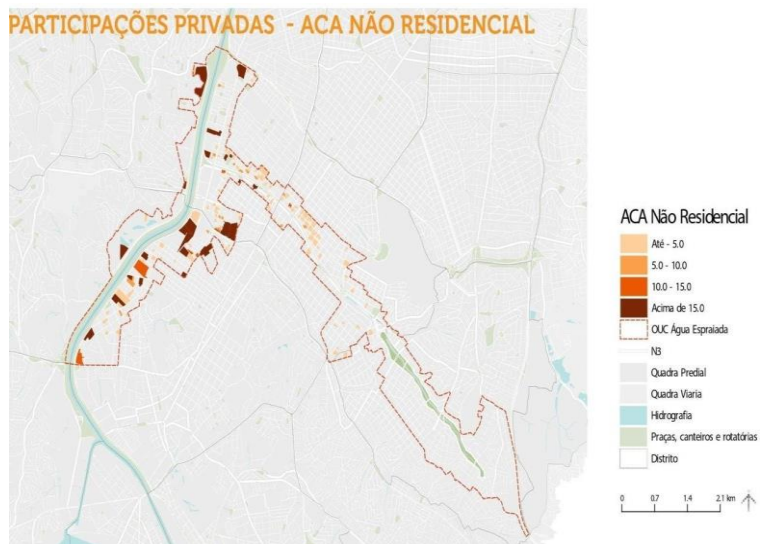 PARTICIPAÇÕES PRIVADAS - ACA NÃO RESIDENCIAL
ACA Não Residencial
Até - 5.0
5.0 - 10.0
10.0 - 15.0
Acima de 15.0
OUC Água Espraiada
N3
Quadra Predial
Quadra Viaria
Hidrografia
Praças, canteiros e rotatórias
Distrito
0 0.7 1.4 2.1 km